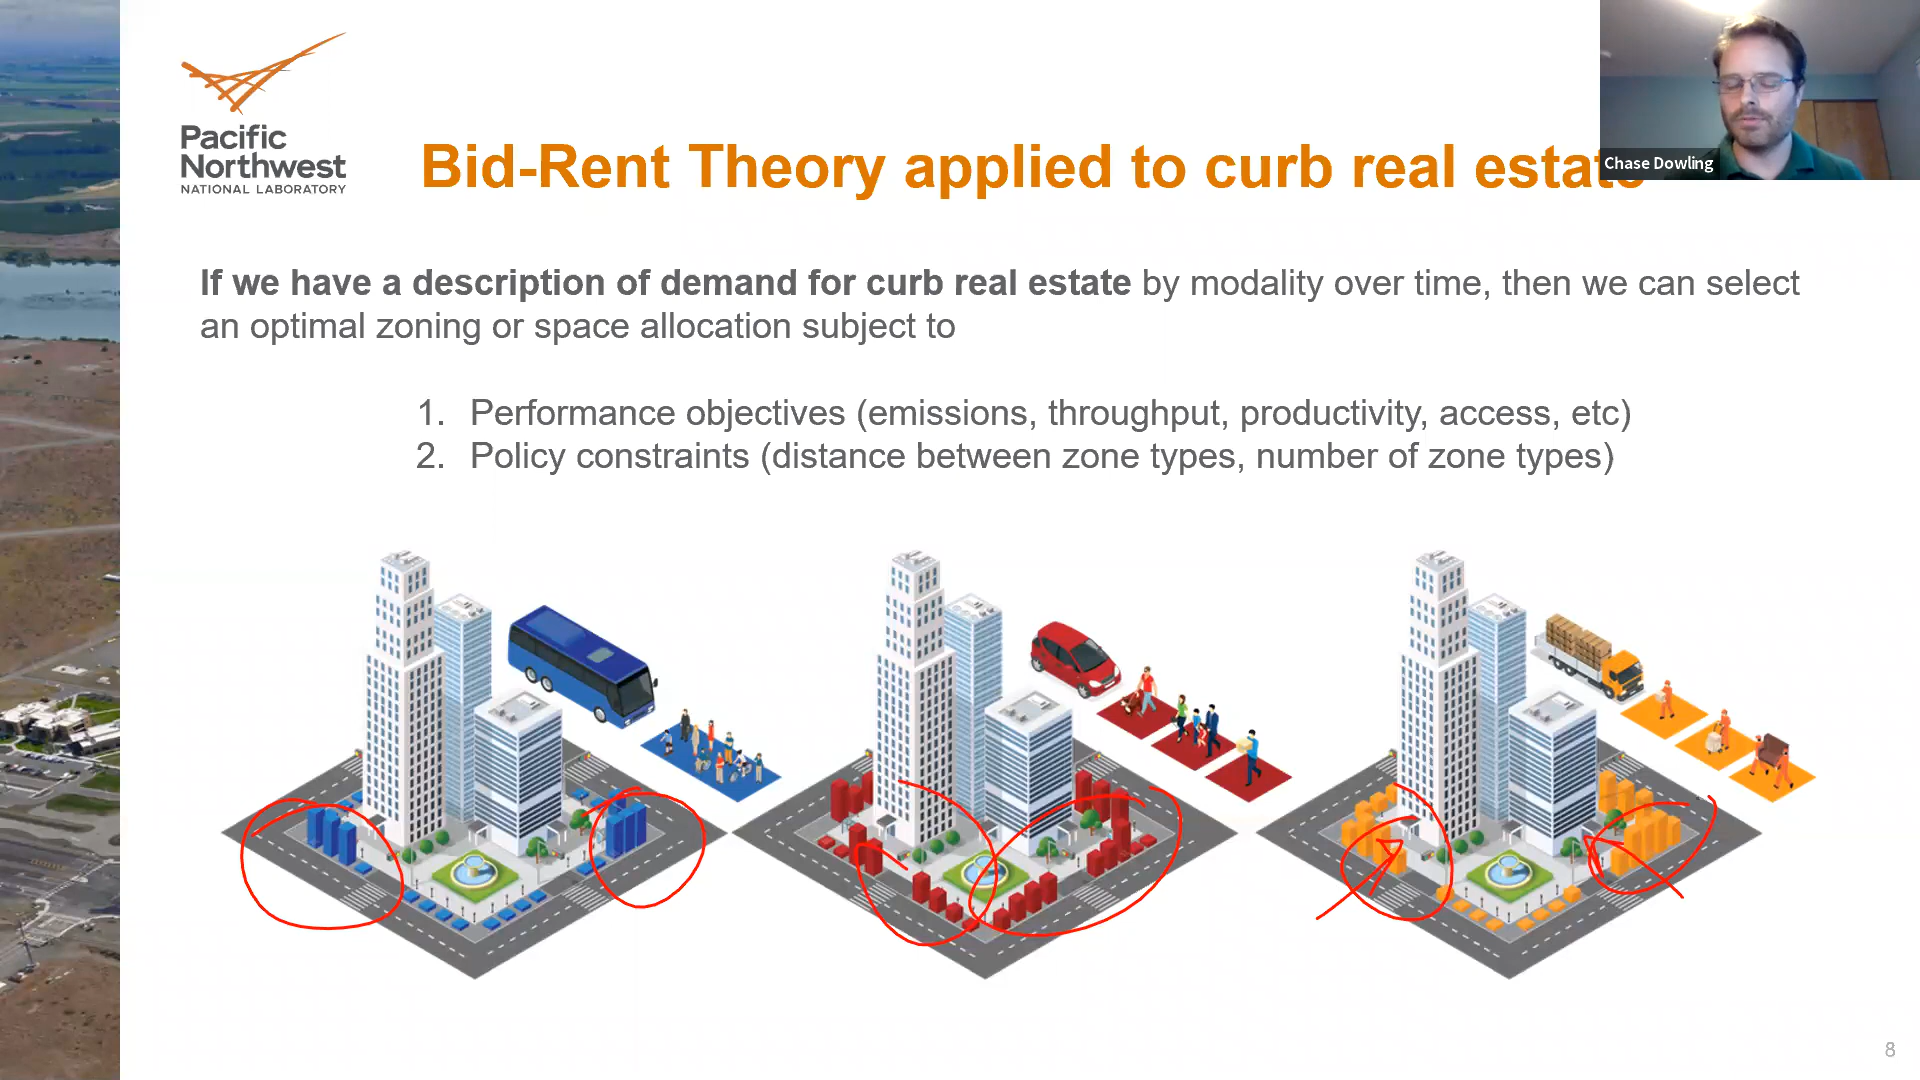 Pacific
Northwest
NATIONAL LABORATORY
Bid-Rent Theory applied to curb real estate
Chase Dowling
If we have a description of demand for curb real estate by modality over time, then we can select
an optimal zoning or space allocation subject to
1. Performance objectives (emissions, throughput, productivity, access, etc)
2. Policy constraints (distance between zone types, number of zone types)
8